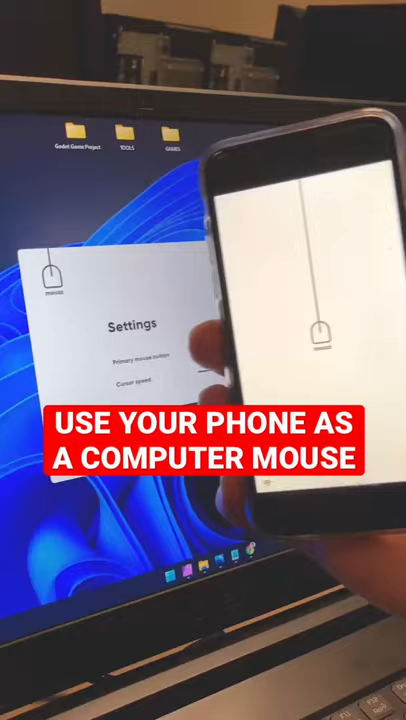 Godot Game Project
TOOLS
GAMES
mouse
Settings
Primary mouse button
Cursor speed
USE YOUR PHONE AS
A COMPUTER MOUSE